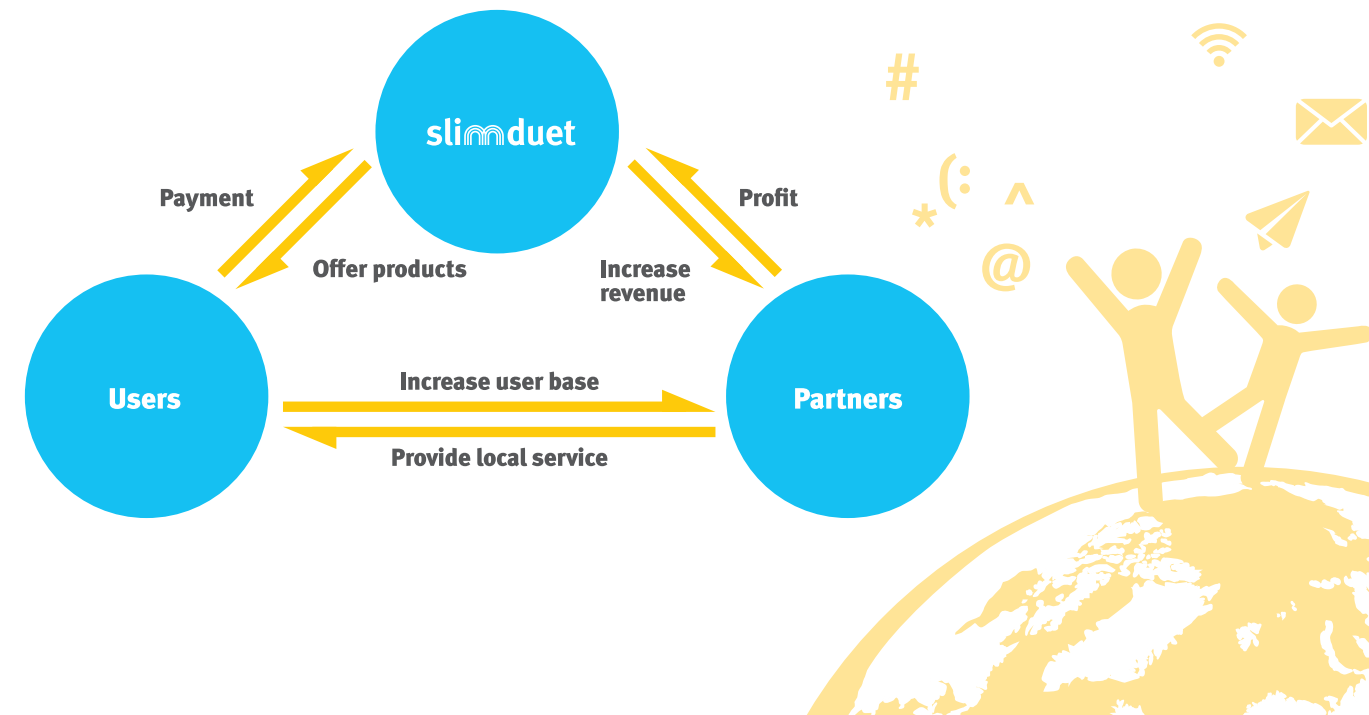 slimduet
Payment
Profit
Offer products
Increase
revenue
Users
Increase user base
Partners
Provide local service
#
(:
^
*
@